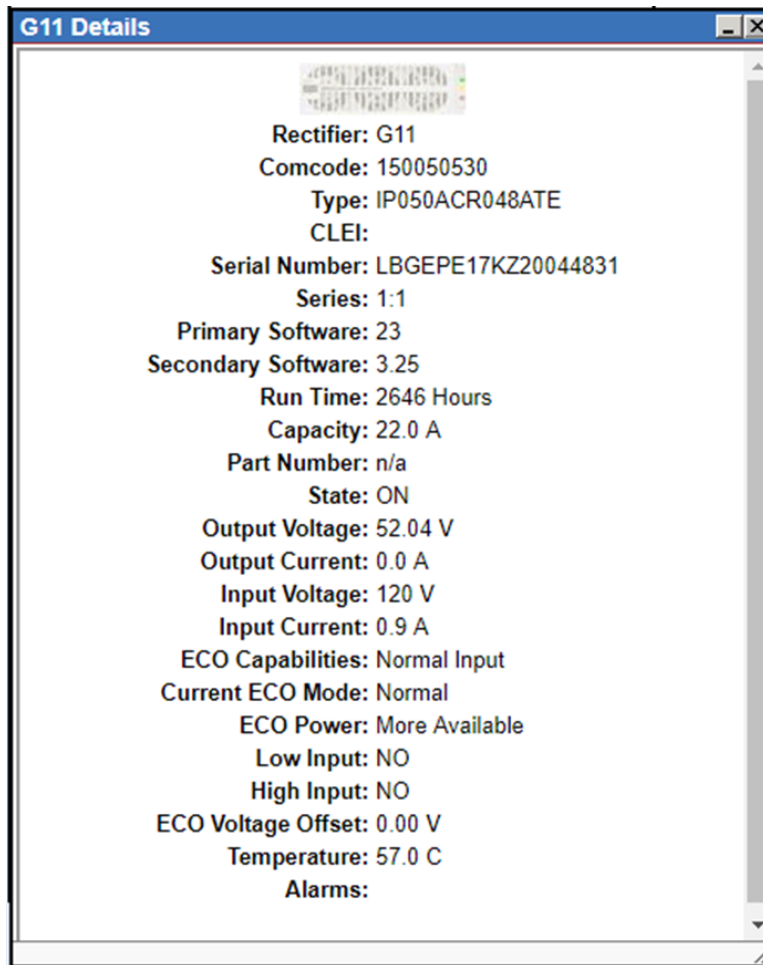 G11 Details
Rectifier: G11
Comcode: 150050530
Type: IP050ACR048ATE
CLEI:
Serial Number: LBGEPE17KZ20044831
Series: 1:1
Primary Software: 23
Secondary Software: 3.25
Run Time: 2646 Hours
Capacity: 22.0 A
Part Number: n/a
State: ON
Output Voltage: 52.04 V
Output Current: 0.0 A
Input Voltage: 120 V
Input Current: 0.9 A
ECO Capabilities: Normal Input
Current ECO Mode: Normal
ECO Power: More Available
Low Input: NO
High Input: NO
ECO Voltage Offset: 0.00 V
Temperature: 57.0 C
Alarms: